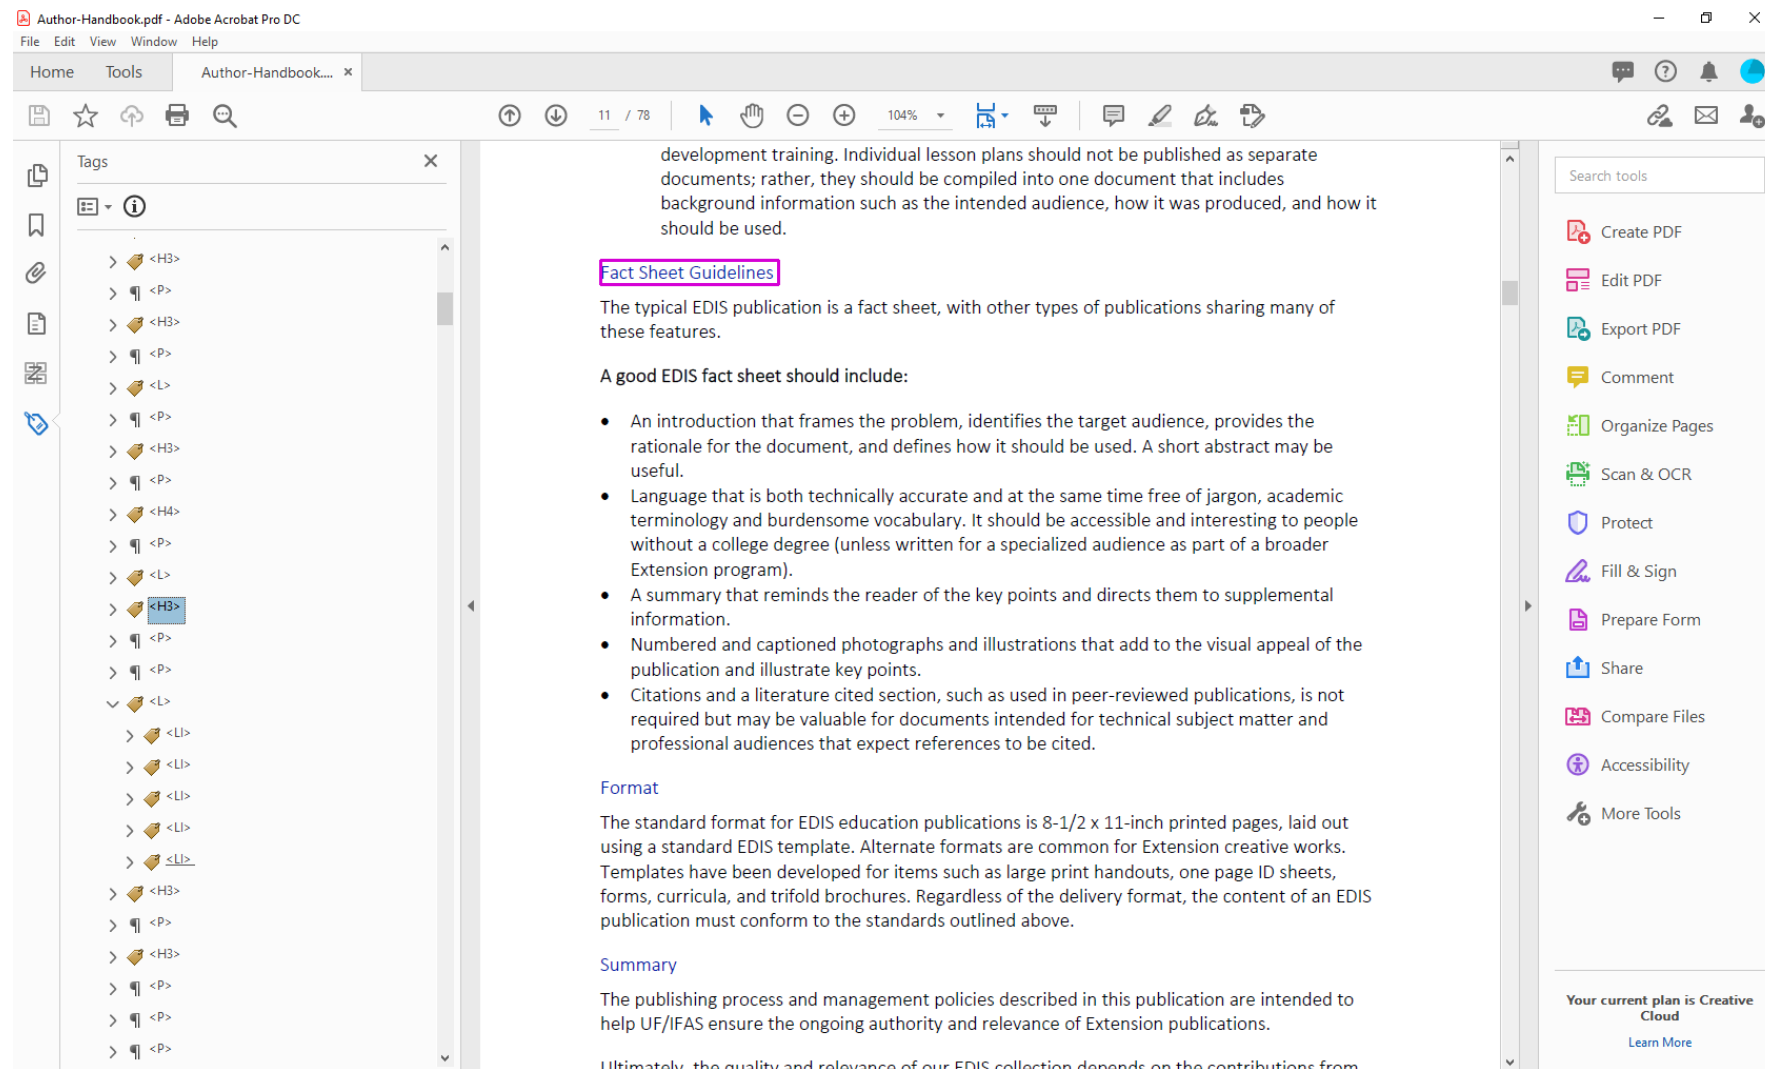 Author-Handbook.pdf - Adobe Acrobat Pro DC
File Edit View Window Help
Home Tools Author-Handbook.... ×
11 / 78 104%
Tags
<H3>
<P>
<H3>
<P>
<L>
<P>
<H3>
<P>
<H4>
<P>
<L>
<H3>
<P>
<P>
<L>
<LI>
<LI>
<LI>
<LI>
<LI>
<H3>
<P>
<H3>
<P>
<P>
<P>
development training. Individual lesson plans should not be published as separate
documents; rather, they should be compiled into one document that includes
background information such as the intended audience, how it was produced, and how it
should be used.
Fact Sheet Guidelines
The typical EDIS publication is a fact sheet, with other types of publications sharing many of
these features.
A good EDIS fact sheet should include:
• An introduction that frames the problem, identifies the target audience, provides the
rationale for the document, and defines how it should be used. A short abstract may be
useful.
• Language that is both technically accurate and at the same time free of jargon, academic
terminology and burdensome vocabulary. It should be accessible and interesting to people
without a college degree (unless written for a specialized audience as part of a broader
Extension program).
• A summary that reminds the reader of the key points and directs them to supplemental
information.
• Numbered and captioned photographs and illustrations that add to the visual appeal of the
publication and illustrate key points.
• Citations and a literature cited section, such as used in peer-reviewed publications, is not
required but may be valuable for documents intended for technical subject matter and
professional audiences that expect references to be cited.
Format
The standard format for EDIS education publications is 8-1/2 x 11-inch printed pages, laid out
using a standard EDIS template. Alternate formats are common for Extension creative works.
Templates have been developed for items such as large print handouts, one page ID sheets,
forms, curricula, and trifold brochures. Regardless of the delivery format, the content of an EDIS
publication must conform to the standards outlined above.
Summary
The publishing process and management policies described in this publication are intended to
help UF/IFAS ensure the ongoing authority and relevance of Extension publications.
Ultimately, the quality and relevance of our EDIS collection depends on the contributions from
Search tools
Create PDF
Edit PDF
Export PDF
Comment
Organize Pages
Scan & OCR
Protect
Fill & Sign
Prepare Form
Share
Compare Files
Accessibility
More Tools
Your current plan is Creative
Cloud
Learn More